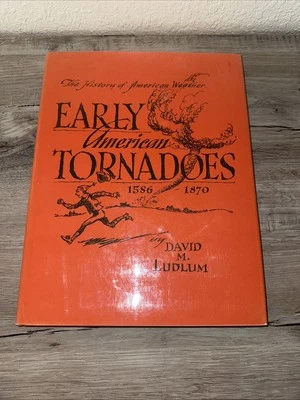 The History of American Weather
EARLY
American
TORNADOES
1586 1870
by
DAVID
M.
LUDLUM